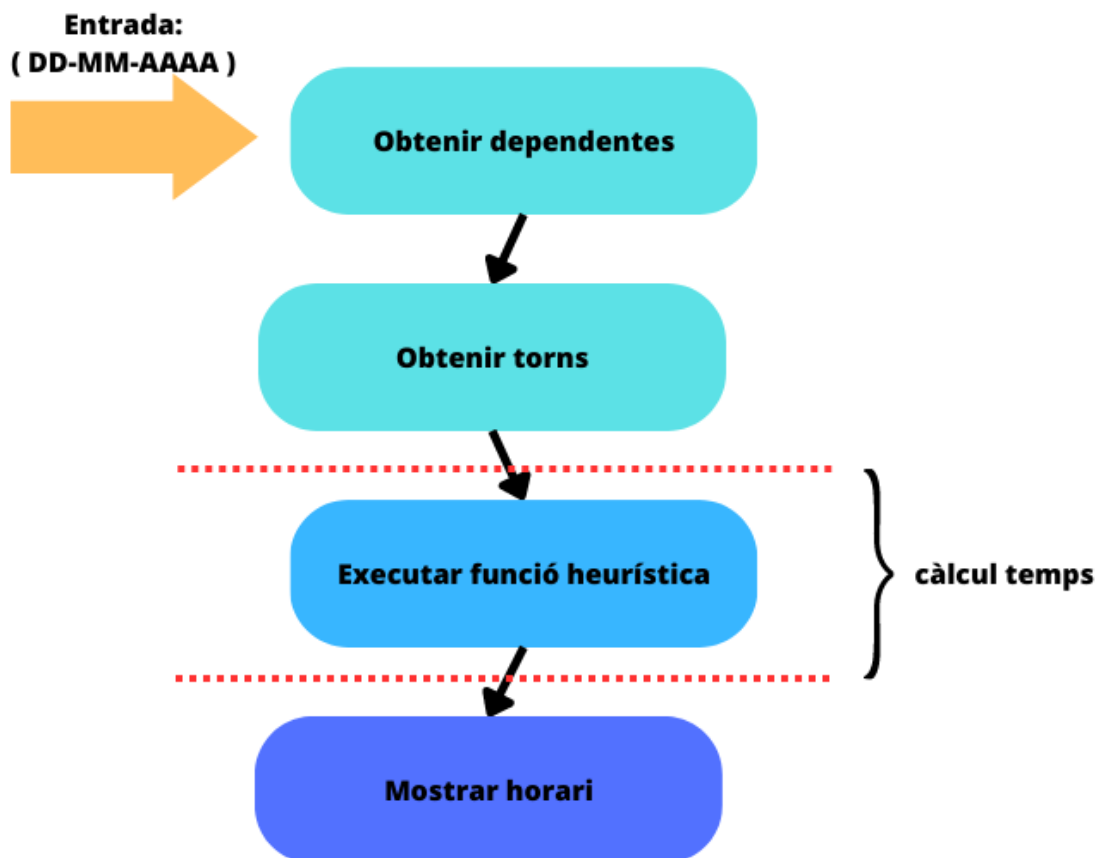 Entrada:
( DD-MM-AAAA )
Obtenir dependentes
Obtenir torns
Executar funció heurística
càlcul temps
Mostrar horari